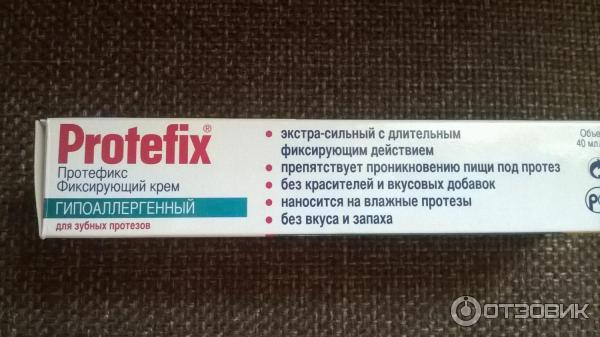 Protefix®
Протефикс
Фиксирующий крем
ГИПОАЛЛЕРГЕННЫЙ
для зубных протезов
• экстра-сильный с длительным
фиксирующим действием
• препятствует проникновению пищи под протез
• без красителей и вкусовых добавок
• наносится на влажные протезы
• без вкуса и запаха
40 мл
ОТЗОВИК